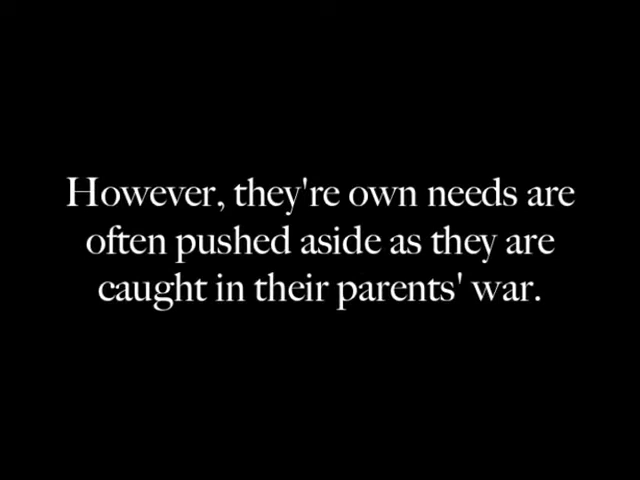 However, they're own needs are
often pushed aside as they are
caught in their parents' war.